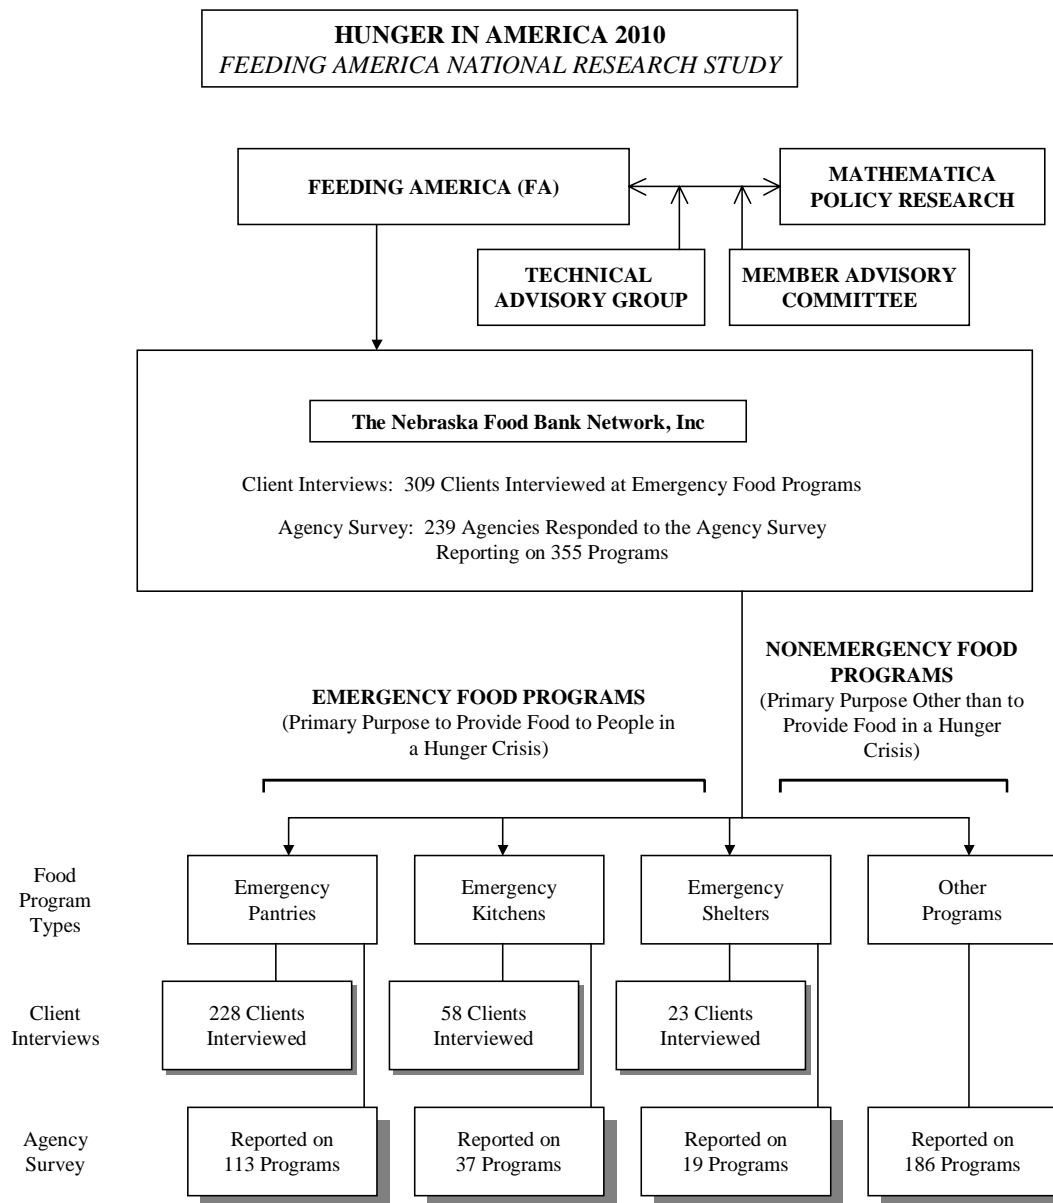 HUNGER IN AMERICA 2010
FEEDING AMERICA NATIONAL RESEARCH STUDY
FEEDING AMERICA (FA)
MATHEMATICA
POLICY RESEARCH
TECHNICAL
ADVISORY GROUP
MEMBER ADVISORY
COMMITTEE
The Nebraska Food Bank Network, Inc
Client Interviews: 309 Clients Interviewed at Emergency Food Programs
Agency Survey: 239 Agencies Responded to the Agency Survey
Reporting on 355 Programs
EMERGENCY FOOD PROGRAMS
(Primary Purpose to Provide Food to People in
a Hunger Crisis)
NONEMERGENCY FOOD
PROGRAMS
(Primary Purpose Other than to
Provide Food in a Hunger
Crisis)
Food
Program
Types
Emergency
Pantries
Emergency
Kitchens
Emergency
Shelters
Other
Programs
Client
Interviews
228 Clients
Interviewed
58 Clients
Interviewed
23 Clients
Interviewed
Agency
Survey
Reported on
113 Programs
Reported on
37 Programs
Reported on
19 Programs
Reported on
186 Programs